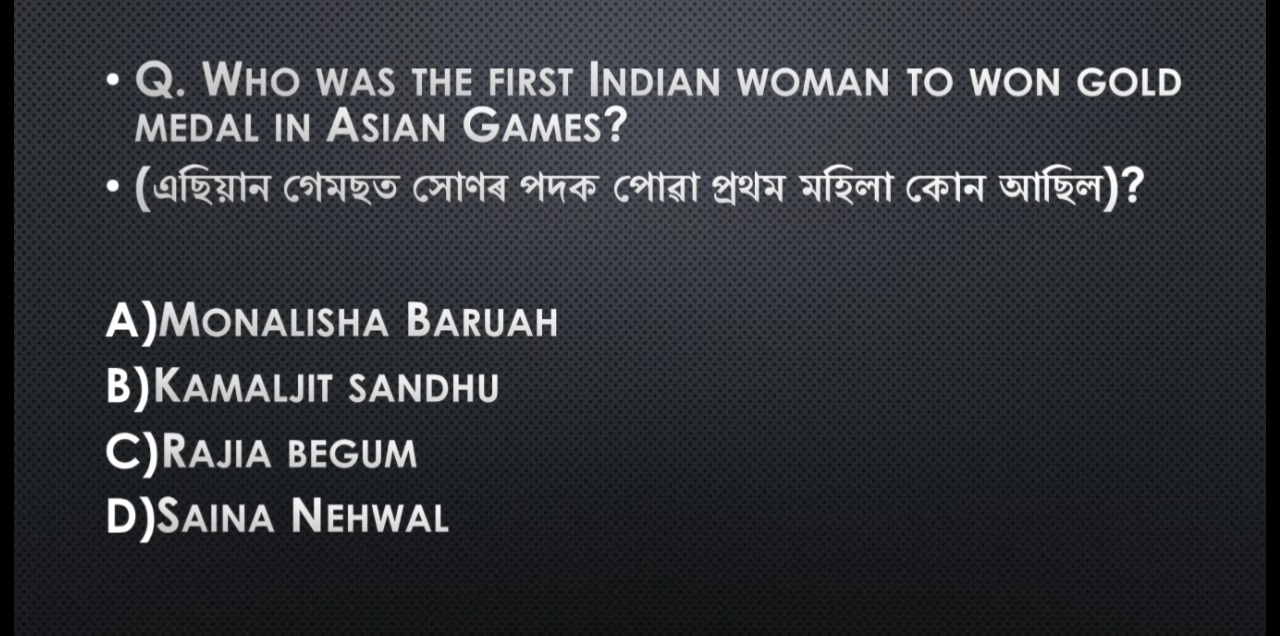 • Q. Who was the first Indian woman to won gold
medal in Asian Games?
• (এছিয়ান গেমছত সোণৰ পদক পোৱা প্ৰথম মহিলা কোন আছিল)?
A)Monalisha Baruah
B)Kamaljit sandhu
C)Rajia begum
D)Saina Nehwal